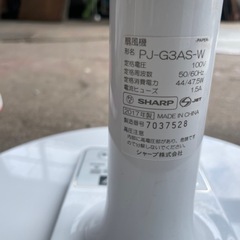 扇風機
形名 PJ-G3AS-W
定格電圧 100V
定格周波数 50/60Hz
定格消費電力 44/47.5W
電流ヒューズ 1.5A
SHARP JET
2017年製 MADE IN CHINA
製造番号 7037528
シャープ株式会社